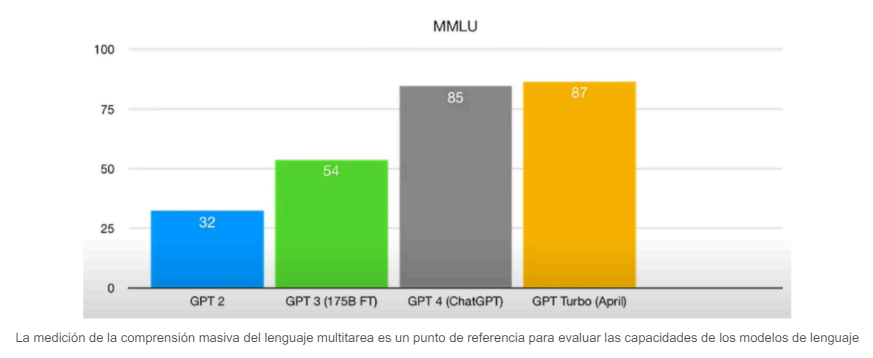 MMLU
100
75
50
25
0
32
54
85
87
GPT 2
GPT 3 (175B FT)
GPT 4 (ChatGPT)
GPT Turbo (April)
La medición de la comprensión masiva del lenguaje multitarea es un punto de referencia para evaluar las capacidades de los modelos de lenguaje